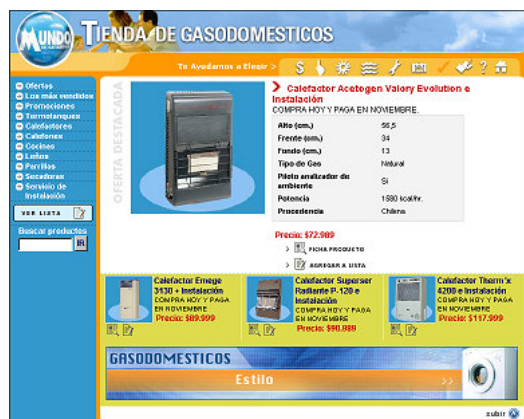 MUNDO
TIENDA DE GASODOMESTICOS
Te Ayudamos a Elegir >
Ofertas
Los más vendidos
Promociones
Termotanques
Calefactores
Calefones
Cocinas
Leños
Parrillas
Secadoras
Servicio de
Instalación
VER LISTA
Buscar productos
IR
OFERTA DESTACADA
Calefactor Acetogen Valory Evolution e
Instalación
COMPRA HOY Y PAGA EN NOVIEMBRE.
Alto (cm.) 56,5
Frente (cm.) 34
Fondo (cm.) 13
Tipo de Gas Natural
Piloto analizador de
ambiente Si
Potencia 1580 kcal/hr.
Procedencia Chilena
Precio: $72.989
> FICHA PRODUCTO
> AGREGAR A LISTA
Calefactor Emege
3130 + Instalación
COMPRA HOY Y PAGA
EN NOVIEMBRE
Precio: $89.999
Calefactor Superser
Radiante P-120 e
Instalación
COMPRA HOY Y PAGA
EN NOVIEMBRE
Precio: $90.989
Calefactor Therm'x
4200 e Instalación
COMPRA HOY Y PAGA
EN NOVIEMBRE
Precio: $117.999
GASODOMESTICOS
Estilo >>
subir